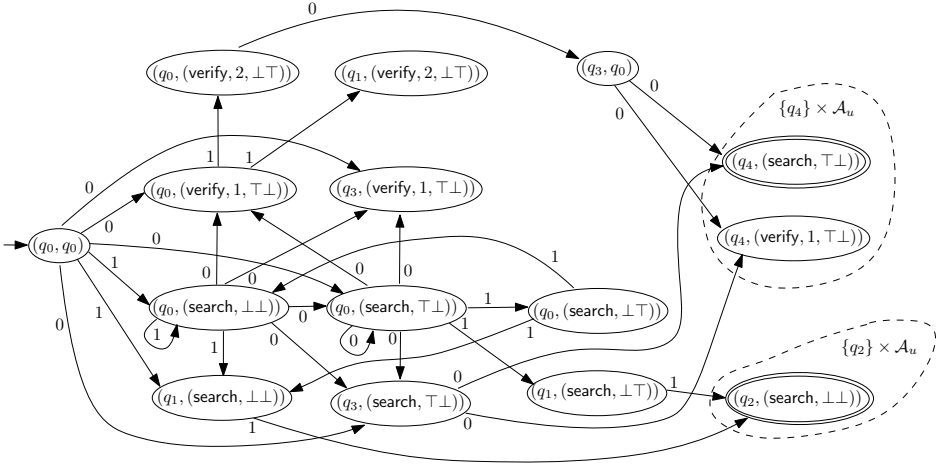 0
(q₀, (verify, 2, ⊥⊤))
(q₁, (verify, 2, ⊥⊤))
(q₃, q₀)
0
0
{q₄} × 𝒜ᵤ
1
1
(q₄, (search, ⊤⊥))
0
(q₀, (verify, 1, ⊤⊥))
(q₃, (verify, 1, ⊤⊥))
0
0
(q₀, q₀)
(q₄, (verify, 1, ⊤⊥))
1
0
0
0
0
1
(q₀, (search, ⊥⊥))
0
(q₀, (search, ⊤⊥))
1
(q₀, (search, ⊥⊤))
0
1
1
1
0
0
0
1
1
{q₂} × 𝒜ᵤ
0
(q₁, (search, ⊥⊥))
(q₃, (search, ⊤⊥))
(q₁, (search, ⊥⊤))
1
(q₂, (search, ⊥⊥))
1
0